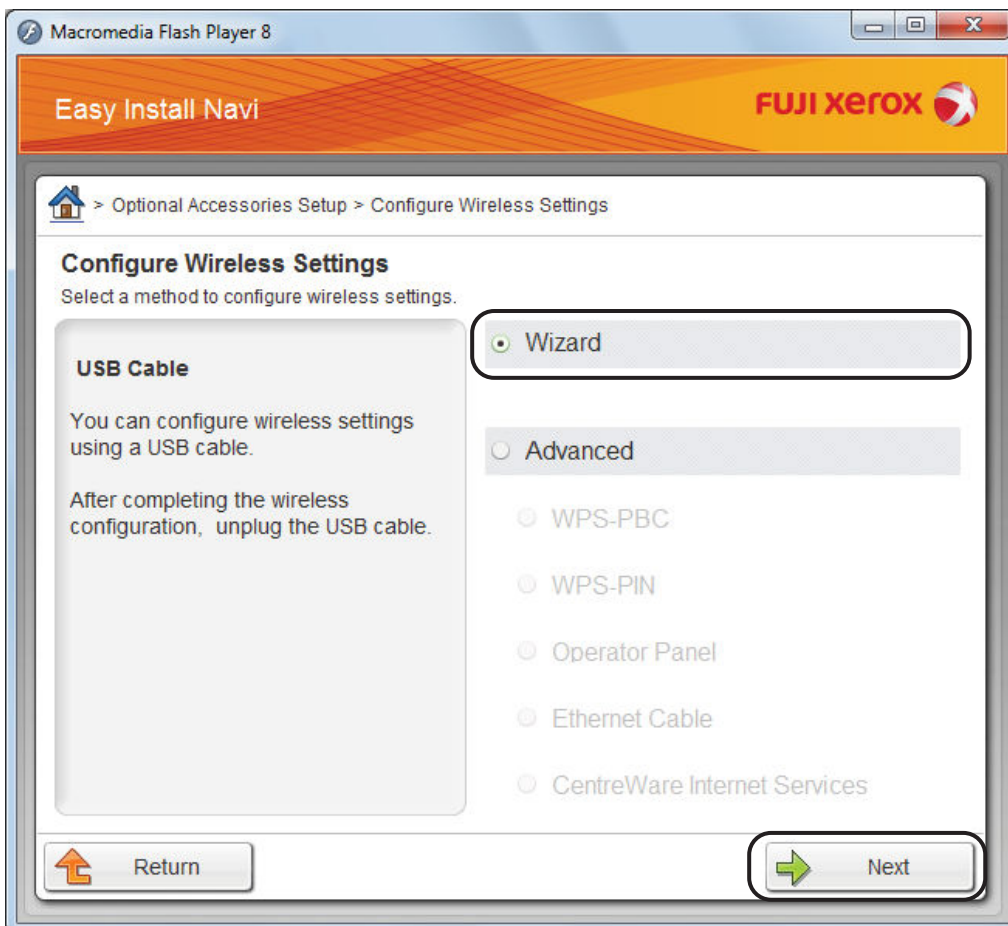 Macromedia Flash Player 8
Easy Install Navi
FUJI xerox
> Optional Accessories Setup > Configure Wireless Settings
Configure Wireless Settings
Select a method to configure wireless settings.
USB Cable
You can configure wireless settings
using a USB cable.
After completing the wireless
configuration, unplug the USB cable.
Wizard
Advanced
WPS-PBC
WPS-PIN
Operator Panel
Ethernet Cable
CentreWare Internet Services
Return
Next